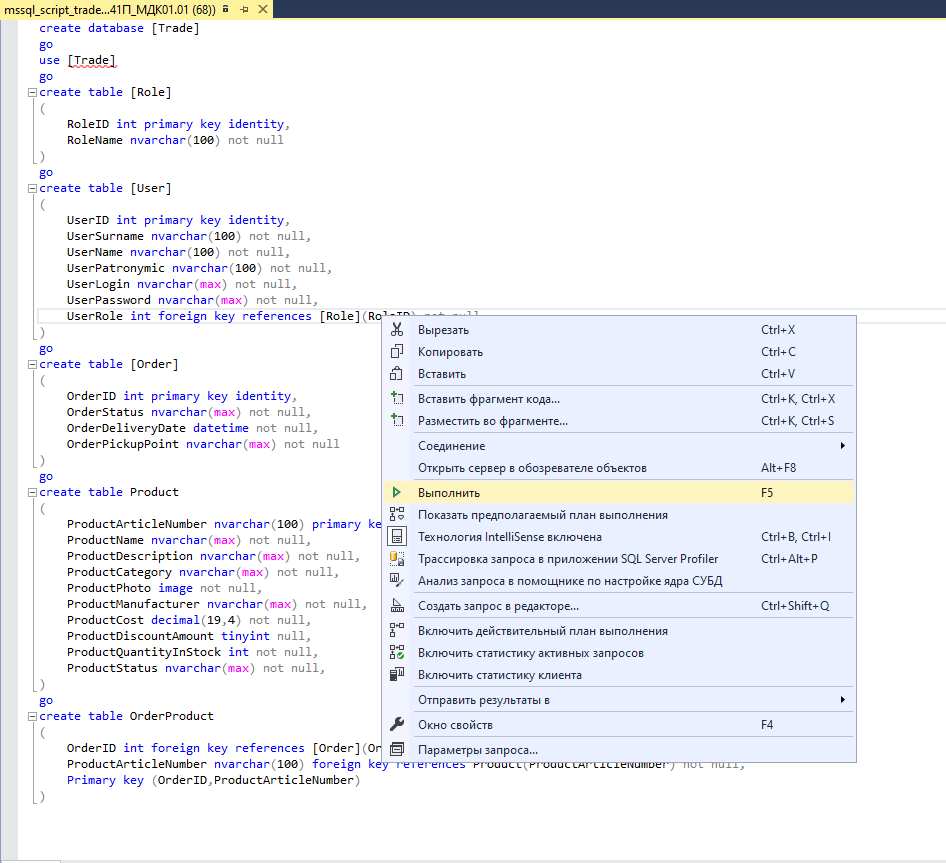 mssql_script_trade...41П_МДК01.01 (68))
create database [Trade]
go
use [Trade]
go
create table [Role]
(
RoleID int primary key identity,
RoleName nvarchar(100) not null
)
go
create table [User]
(
UserID int primary key identity,
UserSurname nvarchar(100) not null,
UserName nvarchar(100) not null,
UserPatronymic nvarchar(100) not null,
UserLogin nvarchar(max) not null,
UserPassword nvarchar(max) not null,
UserRole int foreign key references [Role](RoleID) not null
)
go
create table [Order]
(
OrderID int primary key identity,
OrderStatus nvarchar(max) not null,
OrderDeliveryDate datetime not null,
OrderPickupPoint nvarchar(max) not null
)
go
create table Product
(
ProductArticleNumber nvarchar(100) primary ke
ProductName nvarchar(max) not null,
ProductDescription nvarchar(max) not null,
ProductCategory nvarchar(max) not null,
ProductPhoto image not null,
ProductManufacturer nvarchar(max) not null,
ProductCost decimal(19,4) not null,
ProductDiscountAmount tinyint null,
ProductQuantityInStock int not null,
ProductStatus nvarchar(max) not null,
)
go
create table OrderProduct
(
OrderID int foreign key references [Order](Or
ProductArticleNumber nvarchar(100) foreign key references Product(ProductArticleNumber) not null,
Primary key (OrderID,ProductArticleNumber)
)
Вырезать Ctrl+X
Копировать Ctrl+C
Вставить Ctrl+V
Вставить фрагмент кода... Ctrl+K, Ctrl+X
Разместить во фрагменте... Ctrl+K, Ctrl+S
Соединение
Открыть сервер в обозревателе объектов Alt+F8
Выполнить F5
Показать предполагаемый план выполнения
Технология IntelliSense включена Ctrl+B, Ctrl+I
Трассировка запроса в приложении SQL Server Profiler Ctrl+Alt+P
Анализ запроса в помощнике по настройке ядра СУБД
Создать запрос в редакторе... Ctrl+Shift+Q
Включить действительный план выполнения
Включить статистику активных запросов
Включить статистику клиента
Отправить результаты в
Окно свойств F4
Параметры запроса...